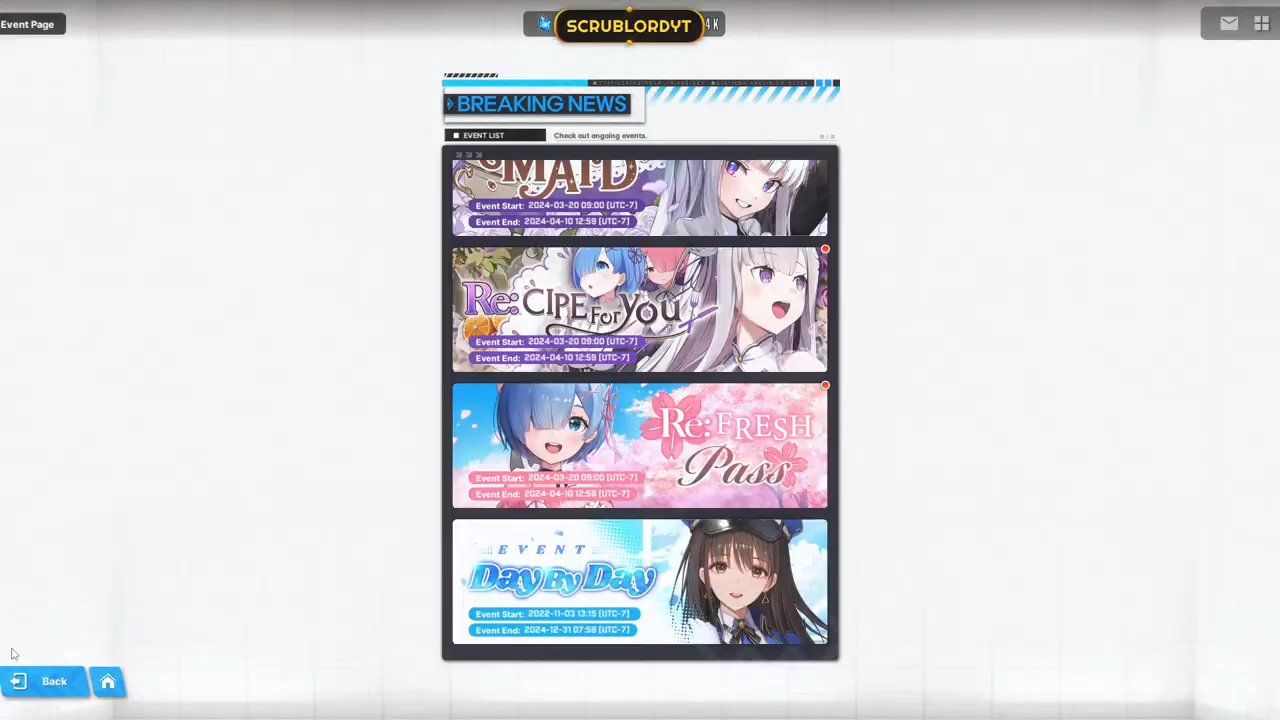 Event Page
SCRUBLORDYT
4K
BREAKING NEWS
EVENT LIST
Check out ongoing events.
MAID
Event Start: 2024-03-20 09:00 (UTC-7)
Event End: 2024-04-10 12:59 (UTC-7)
Re:CIPE For you
Event Start: 2024-03-20 09:00 (UTC-7)
Event End: 2024-04-10 12:59 (UTC-7)
Re:FRESH
Pass
Event Start: 2024-03-20 09:00 (UTC-7)
Event End: 2024-04-10 12:59 (UTC-7)
EVENT
Day By Day
Event Start: 2022-11-03 13:15 (UTC-7)
Event End: 2024-12-31 07:59 (UTC-7)
Back